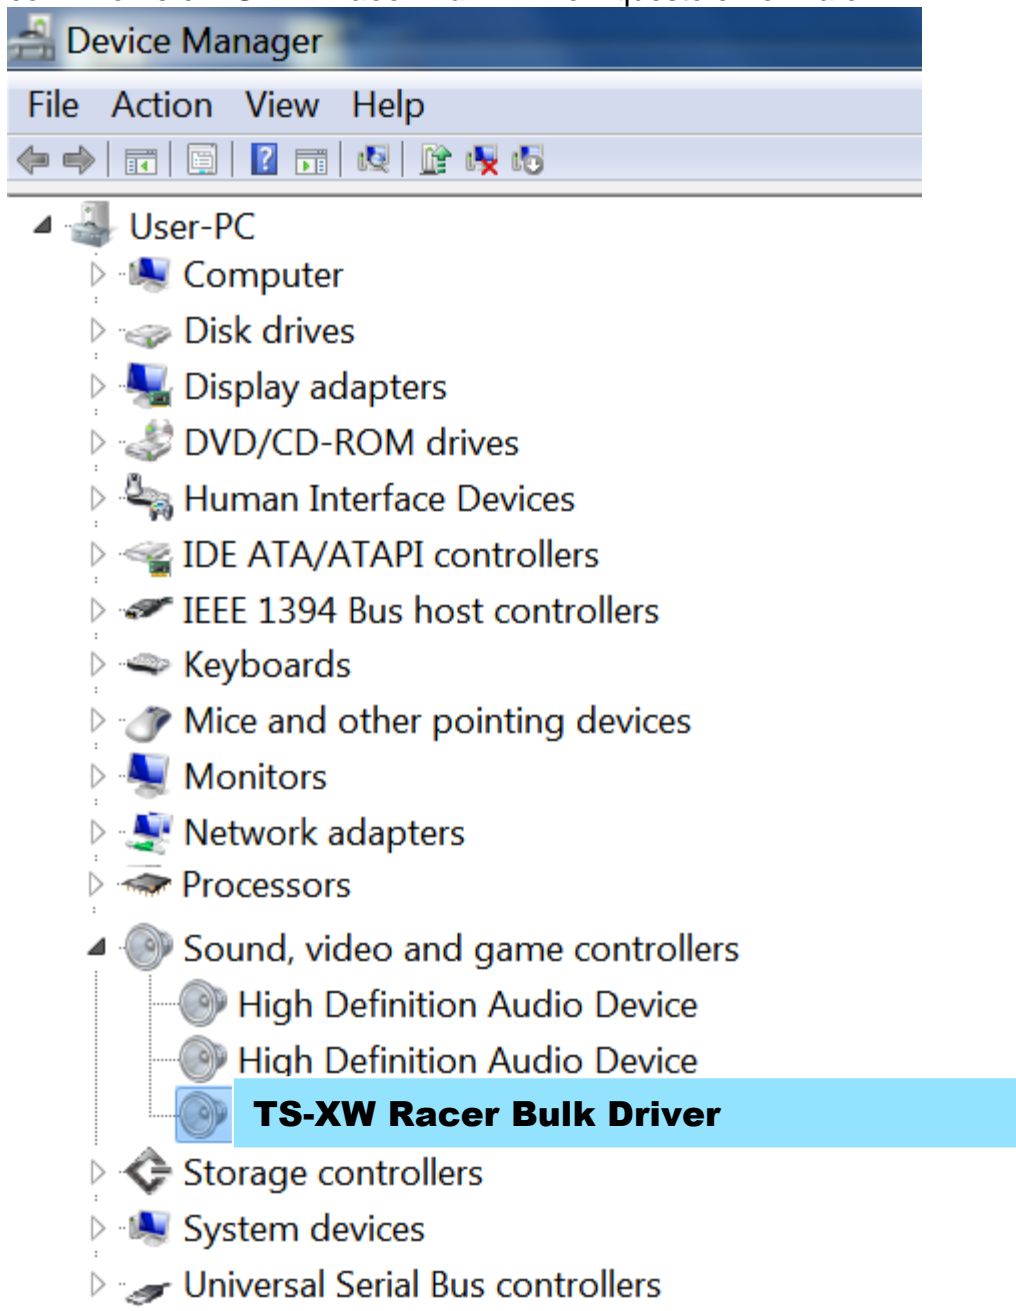 Device Manager
File Action View Help
User-PC
Computer
Disk drives
Display adapters
DVD/CD-ROM drives
Human Interface Devices
IDE ATA/ATAPI controllers
IEEE 1394 Bus host controllers
Keyboards
Mice and other pointing devices
Monitors
Network adapters
Processors
Sound, video and game controllers
High Definition Audio Device
High Definition Audio Device
TS-XW Racer Bulk Driver
Storage controllers
System devices
Universal Serial Bus controllers